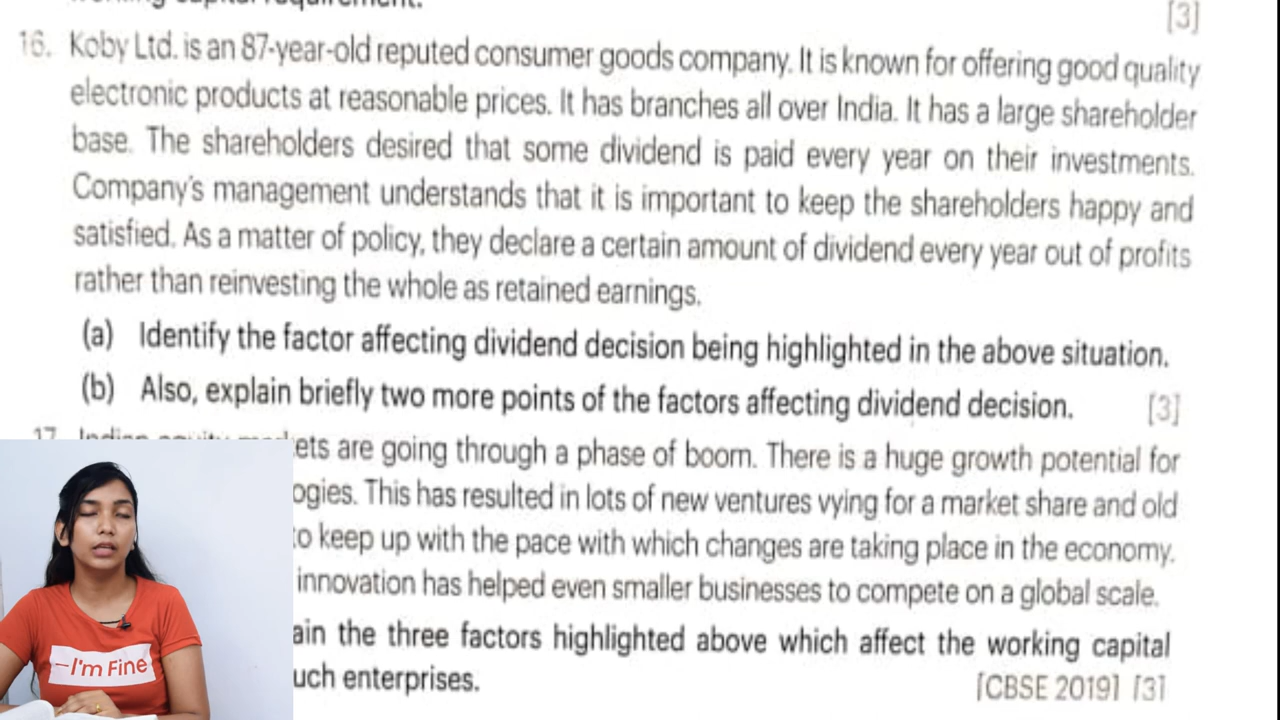 working capital requirement.
[3]
16. Koby Ltd. is an 87-year-old reputed consumer goods company. It is known for offering good quality
electronic products at reasonable prices. It has branches all over India. It has a large shareholder
base. The shareholders desired that some dividend is paid every year on their investments.
Company's management understands that it is important to keep the shareholders happy and
satisfied. As a matter of policy, they declare a certain amount of dividend every year out of profits
rather than reinvesting the whole as retained earnings.
(a) Identify the factor affecting dividend decision being highlighted in the above situation.
(b) Also, explain briefly two more points of the factors affecting dividend decision. [3]
17. Indian equity markets are going through a phase of boom. There is a huge growth potential for
ogies. This has resulted in lots of new ventures vying for a market share and old
to keep up with the pace with which changes are taking place in the economy.
innovation has helped even smaller businesses to compete on a global scale.
ain the three factors highlighted above which affect the working capital
uch enterprises. [CBSE 2019] [3]
—I'm Fine